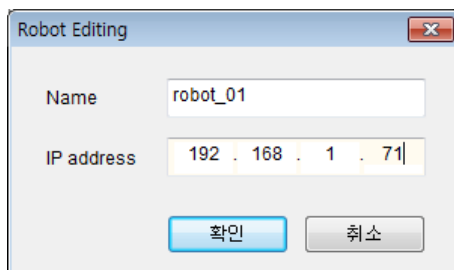 Robot Editing
Name robot_01
IP address 192 . 168 . 1 . 71
확인 취소